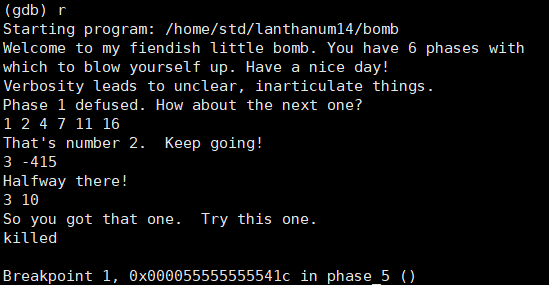 (gdb) r
Starting program: /home/std/lanthanum14/bomb
Welcome to my fiendish little bomb. You have 6 phases with
which to blow yourself up. Have a nice day!
Verbosity leads to unclear, inarticulate things.
Phase 1 defused. How about the next one?
1 2 4 7 11 16
That's number 2.  Keep going!
3 -415
Halfway there!
3 10
So you got that one.  Try this one.
killed
Breakpoint 1, 0x000055555555541c in phase_5 ()